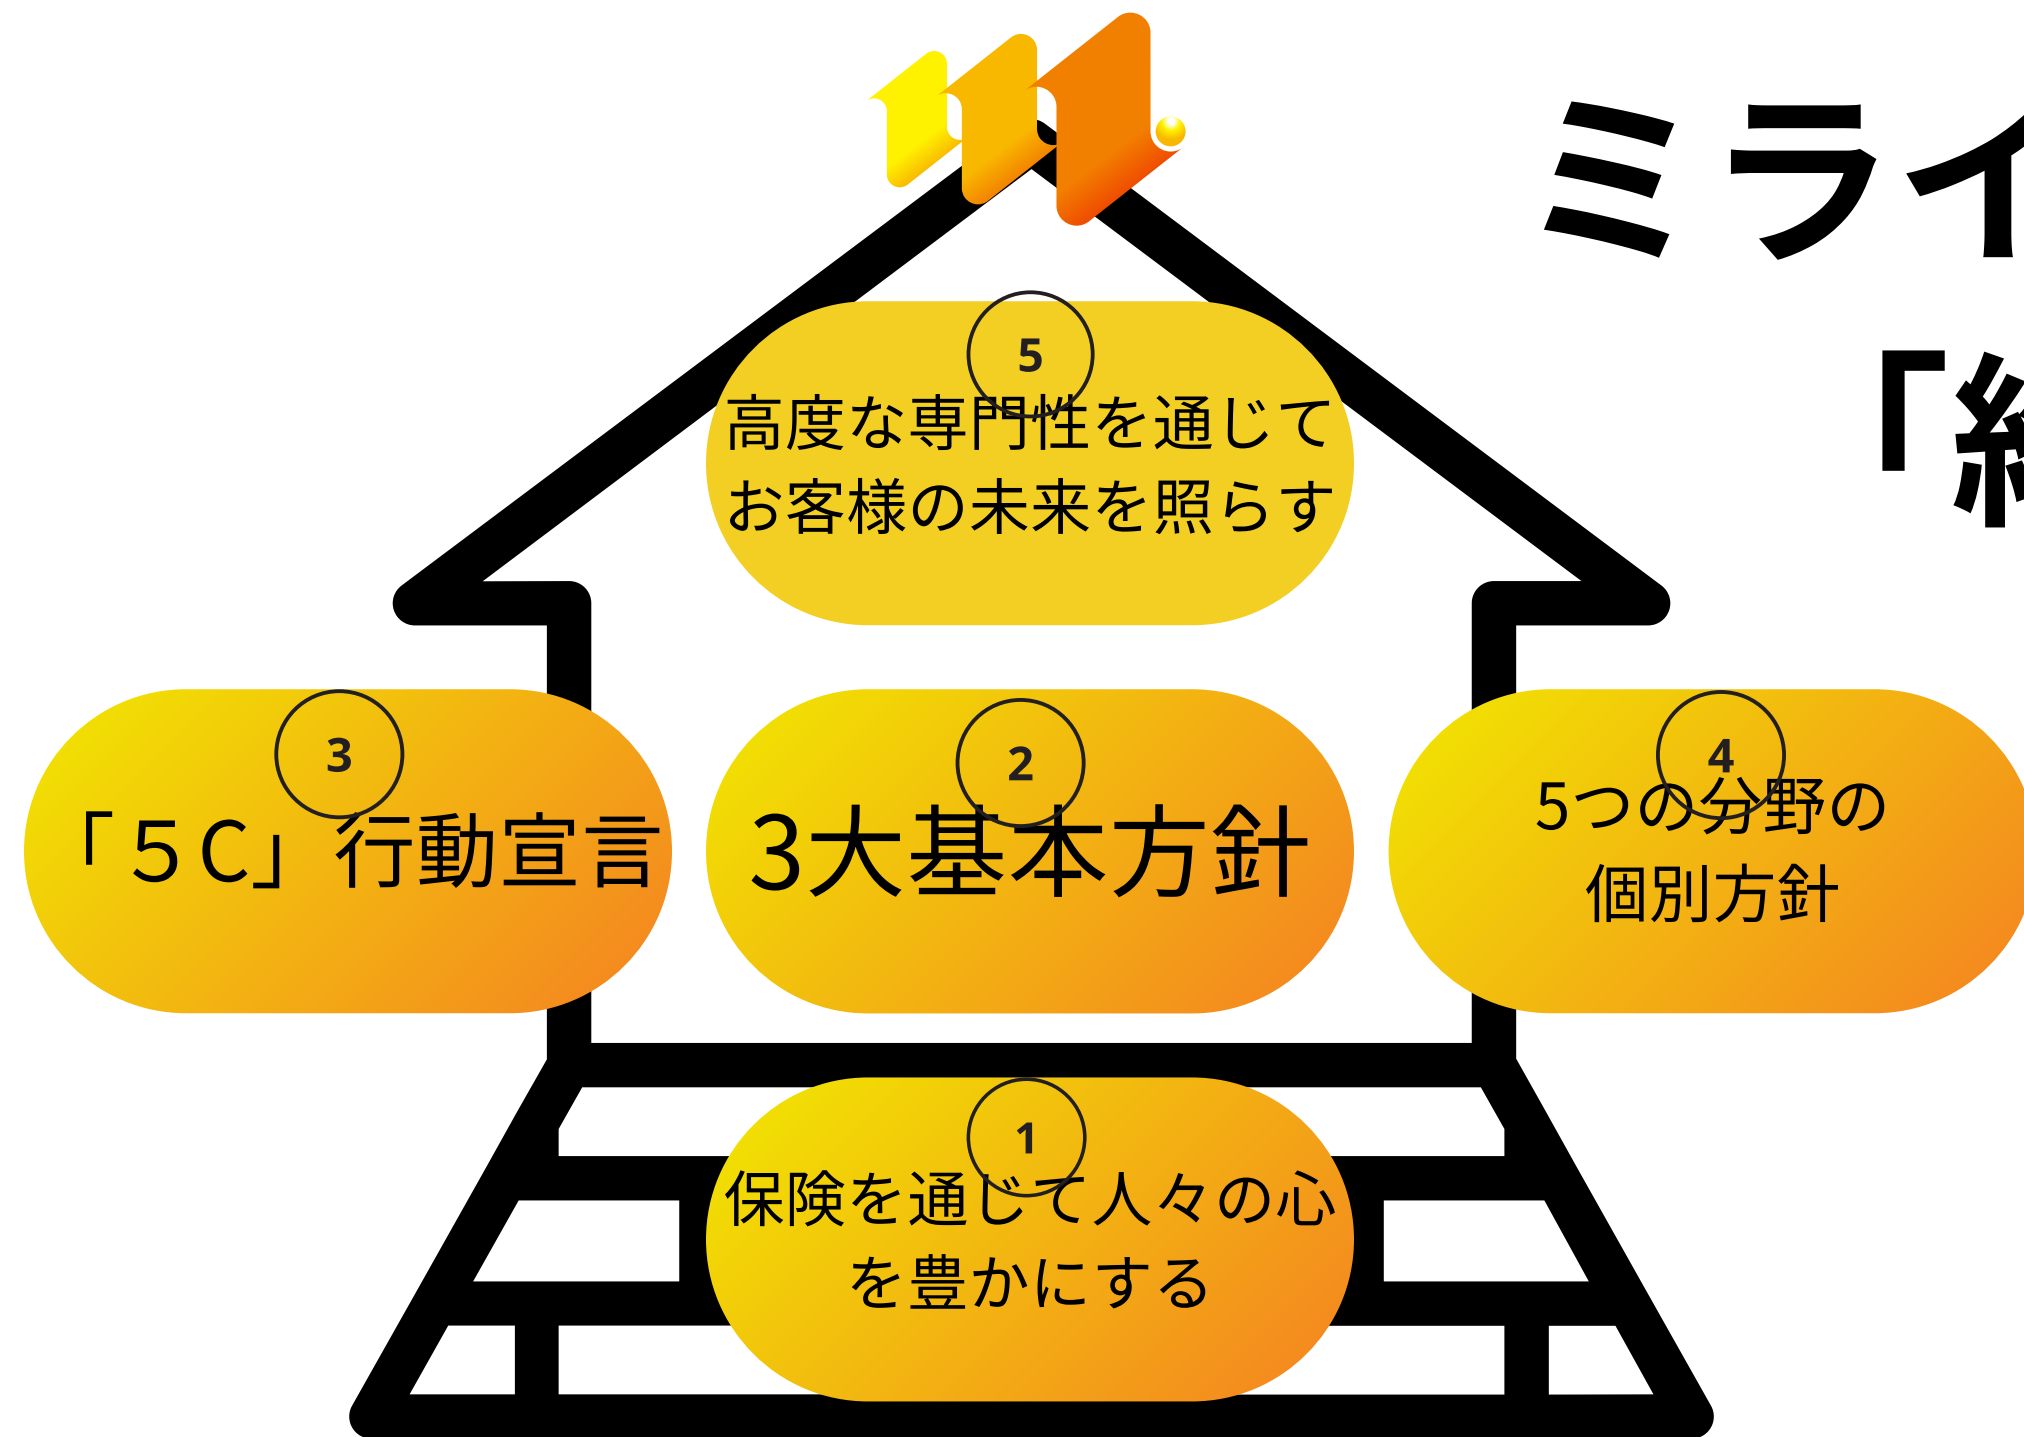 ミライ
「
5
高度な専門性を通じて
お客様の未来を照らす
3
「５C」行動宣言
2
3大基本方針
4
5つの分野の
個別方針
1
保険を通じて人々の心
を豊かにする